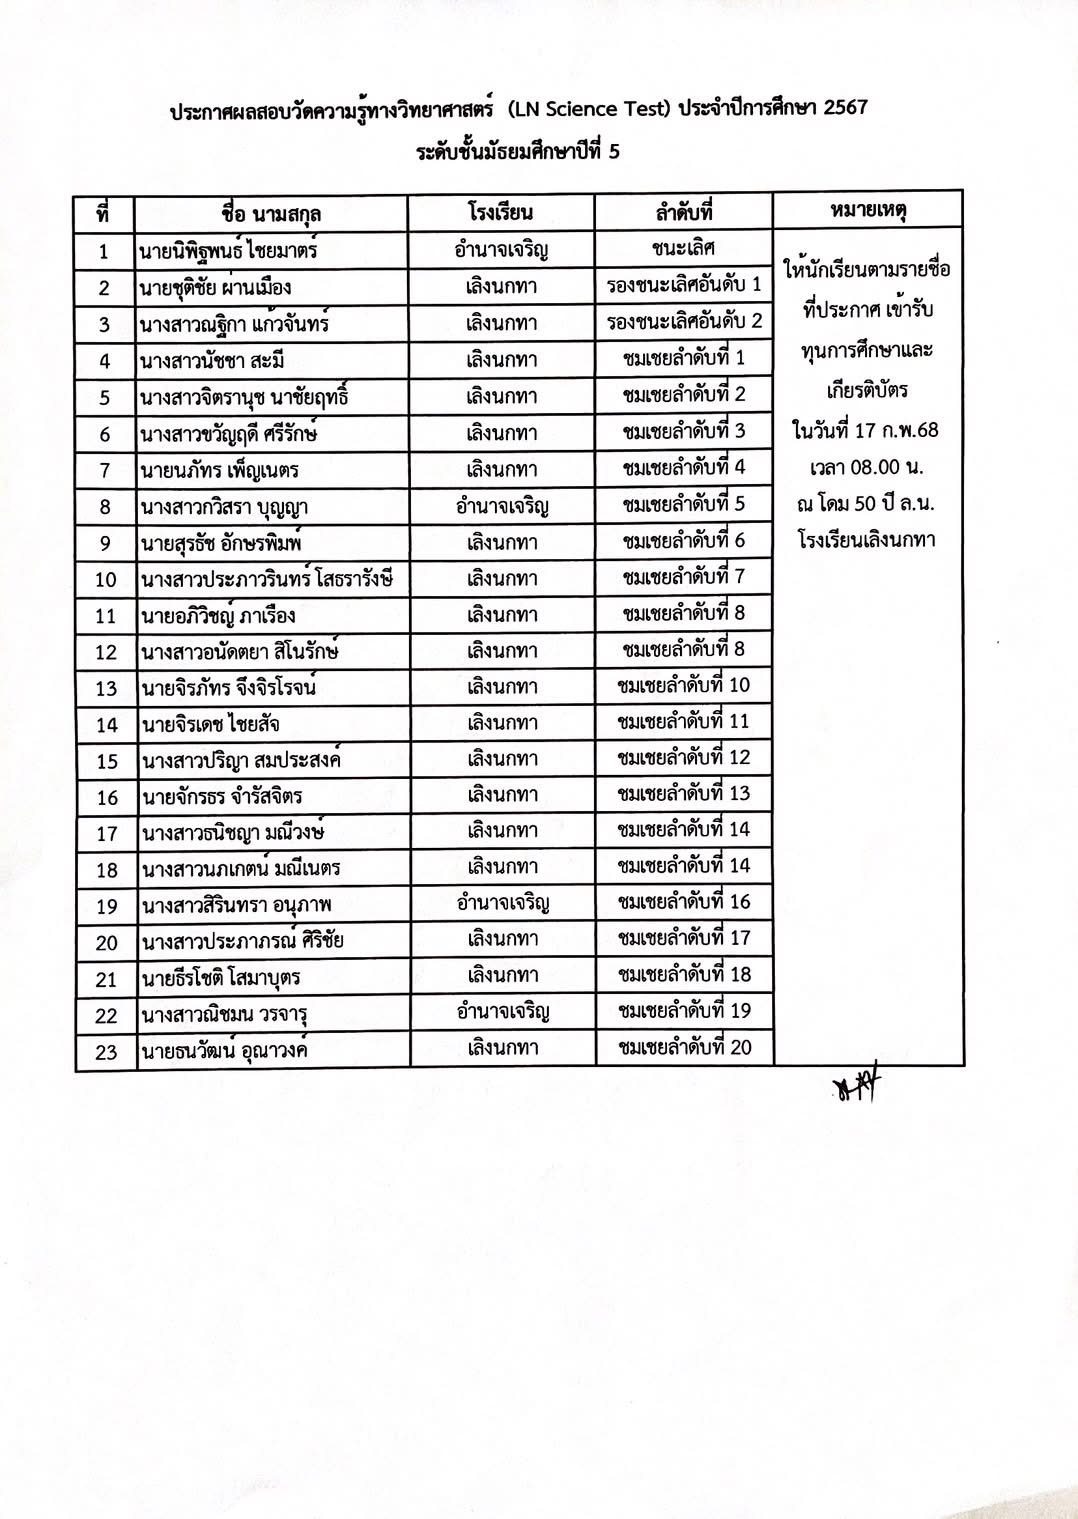 ประกาศผลสอบวัดความรู้ทางวิทยาศาสตร์ (LN Science Test) ประจำปีการศึกษา 2567
ระดับชั้นมัธยมศึกษาปีที่ 5
ที่ ชื่อ นามสกุล โรงเรียน ลำดับที่ หมายเหตุ
1 นายนิพิฐพนธ์ ไชยมาตร์ อำนาจเจริญ ชนะเลิศ
2 นายชุติชัย ผ่านเมือง เลิงนกทา รองชนะเลิศอันดับ 1
3 นางสาวณฐิกา แก้วจันทร์ เลิงนกทา รองชนะเลิศอันดับ 2
4 นางสาวนัชชา สะมี เลิงนกทา ชมเชยลำดับที่ 1
5 นางสาวจิตรานุช นาชัยฤทธิ์ เลิงนกทา ชมเชยลำดับที่ 2
6 นางสาวขวัญฤดี ศรีรักษ์ เลิงนกทา ชมเชยลำดับที่ 3
7 นายนภัทร เพ็ญเนตร เลิงนกทา ชมเชยลำดับที่ 4
8 นางสาวกวิสรา บุญญา อำนาจเจริญ ชมเชยลำดับที่ 5
9 นายสุรธัช อักษรพิมพ์ เลิงนกทา ชมเชยลำดับที่ 6
10 นางสาวประภาวรินทร์ โสธรารังษี เลิงนกทา ชมเชยลำดับที่ 7
11 นายอภิวิชญ์ ภาเรือง เลิงนกทา ชมเชยลำดับที่ 8
12 นางสาวอนัดตยา สิโนรักษ์ เลิงนกทา ชมเชยลำดับที่ 8
13 นายจิรภัทร จึงจิรโรจน์ เลิงนกทา ชมเชยลำดับที่ 10
14 นายจิรเดช ไชยสัจ เลิงนกทา ชมเชยลำดับที่ 11
15 นางสาวปริญา สมประสงค์ เลิงนกทา ชมเชยลำดับที่ 12
16 นายจักรธร จำรัสจิตร เลิงนกทา ชมเชยลำดับที่ 13
17 นางสาวธนิชญา มณีวงษ์ เลิงนกทา ชมเชยลำดับที่ 14
18 นางสาวนภเกตน์ มณีเนตร เลิงนกทา ชมเชยลำดับที่ 14
19 นางสาวสิรินทรา อนุภาพ อำนาจเจริญ ชมเชยลำดับที่ 16
20 นางสาวประภาภรณ์ ศิริชัย เลิงนกทา ชมเชยลำดับที่ 17
21 นายธีรโชติ โสมาบุตร เลิงนกทา ชมเชยลำดับที่ 18
22 นางสาวณิชมน วรจารุ อำนาจเจริญ ชมเชยลำดับที่ 19
23 นายธนวัฒน์ อุณาวงค์ เลิงนกทา ชมเชยลำดับที่ 20
ให้นักเรียนตามรายชื่อ
ที่ประกาศ เข้ารับ
ทุนการศึกษาและ
เกียรติบัตร
ในวันที่ 17 ก.พ.68
เวลา 08.00 น.
ณ โดม 50 ปี ล.น.
โรงเรียนเลิงนกทา